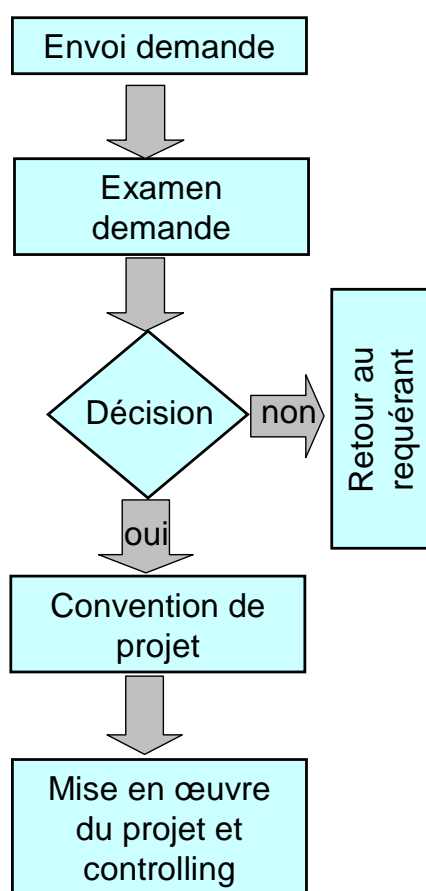 Envoi demande
Examen
demande
Décision
non
Retour au
requérant
oui
Convention de
projet
Mise en œuvre
du projet et
controlling